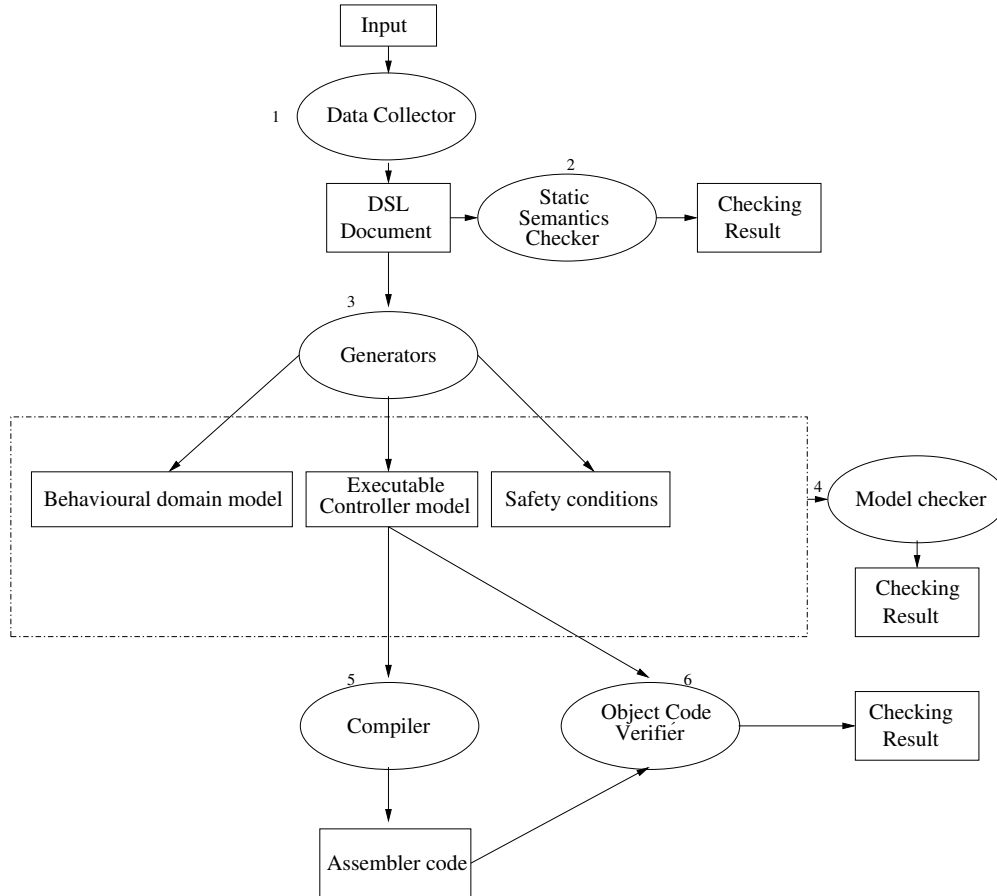 Input
1
Data Collector
2
DSL
Document
Static
Semantics
Checker
Checking
Result
3
Generators
Behavioural domain model
Executable
Controller model
Safety conditions
4
Model checker
Checking
Result
5
Compiler
6
Object Code
Verifier
Checking
Result
Assembler code